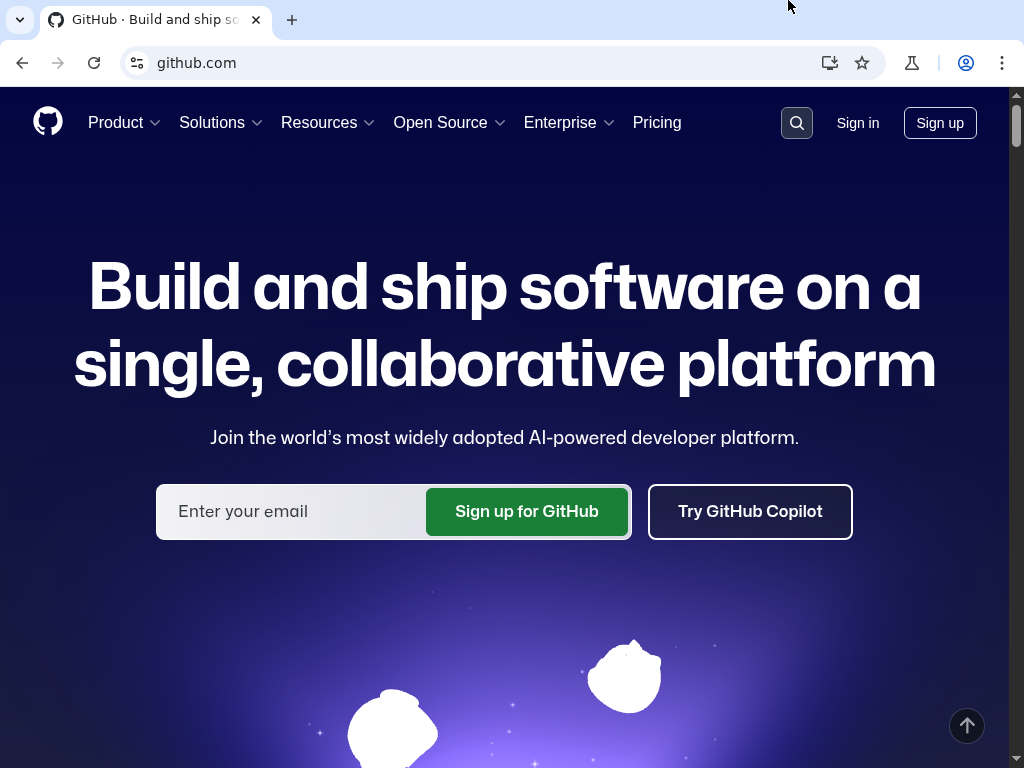 GitHub · Build and ship so
github.com
Product
Solutions
Resources
Open Source
Enterprise
Pricing
Sign in
Sign up
Build and ship software on a
single, collaborative platform
Join the world's most widely adopted AI-powered developer platform.
Enter your email
Sign up for GitHub
Try GitHub Copilot